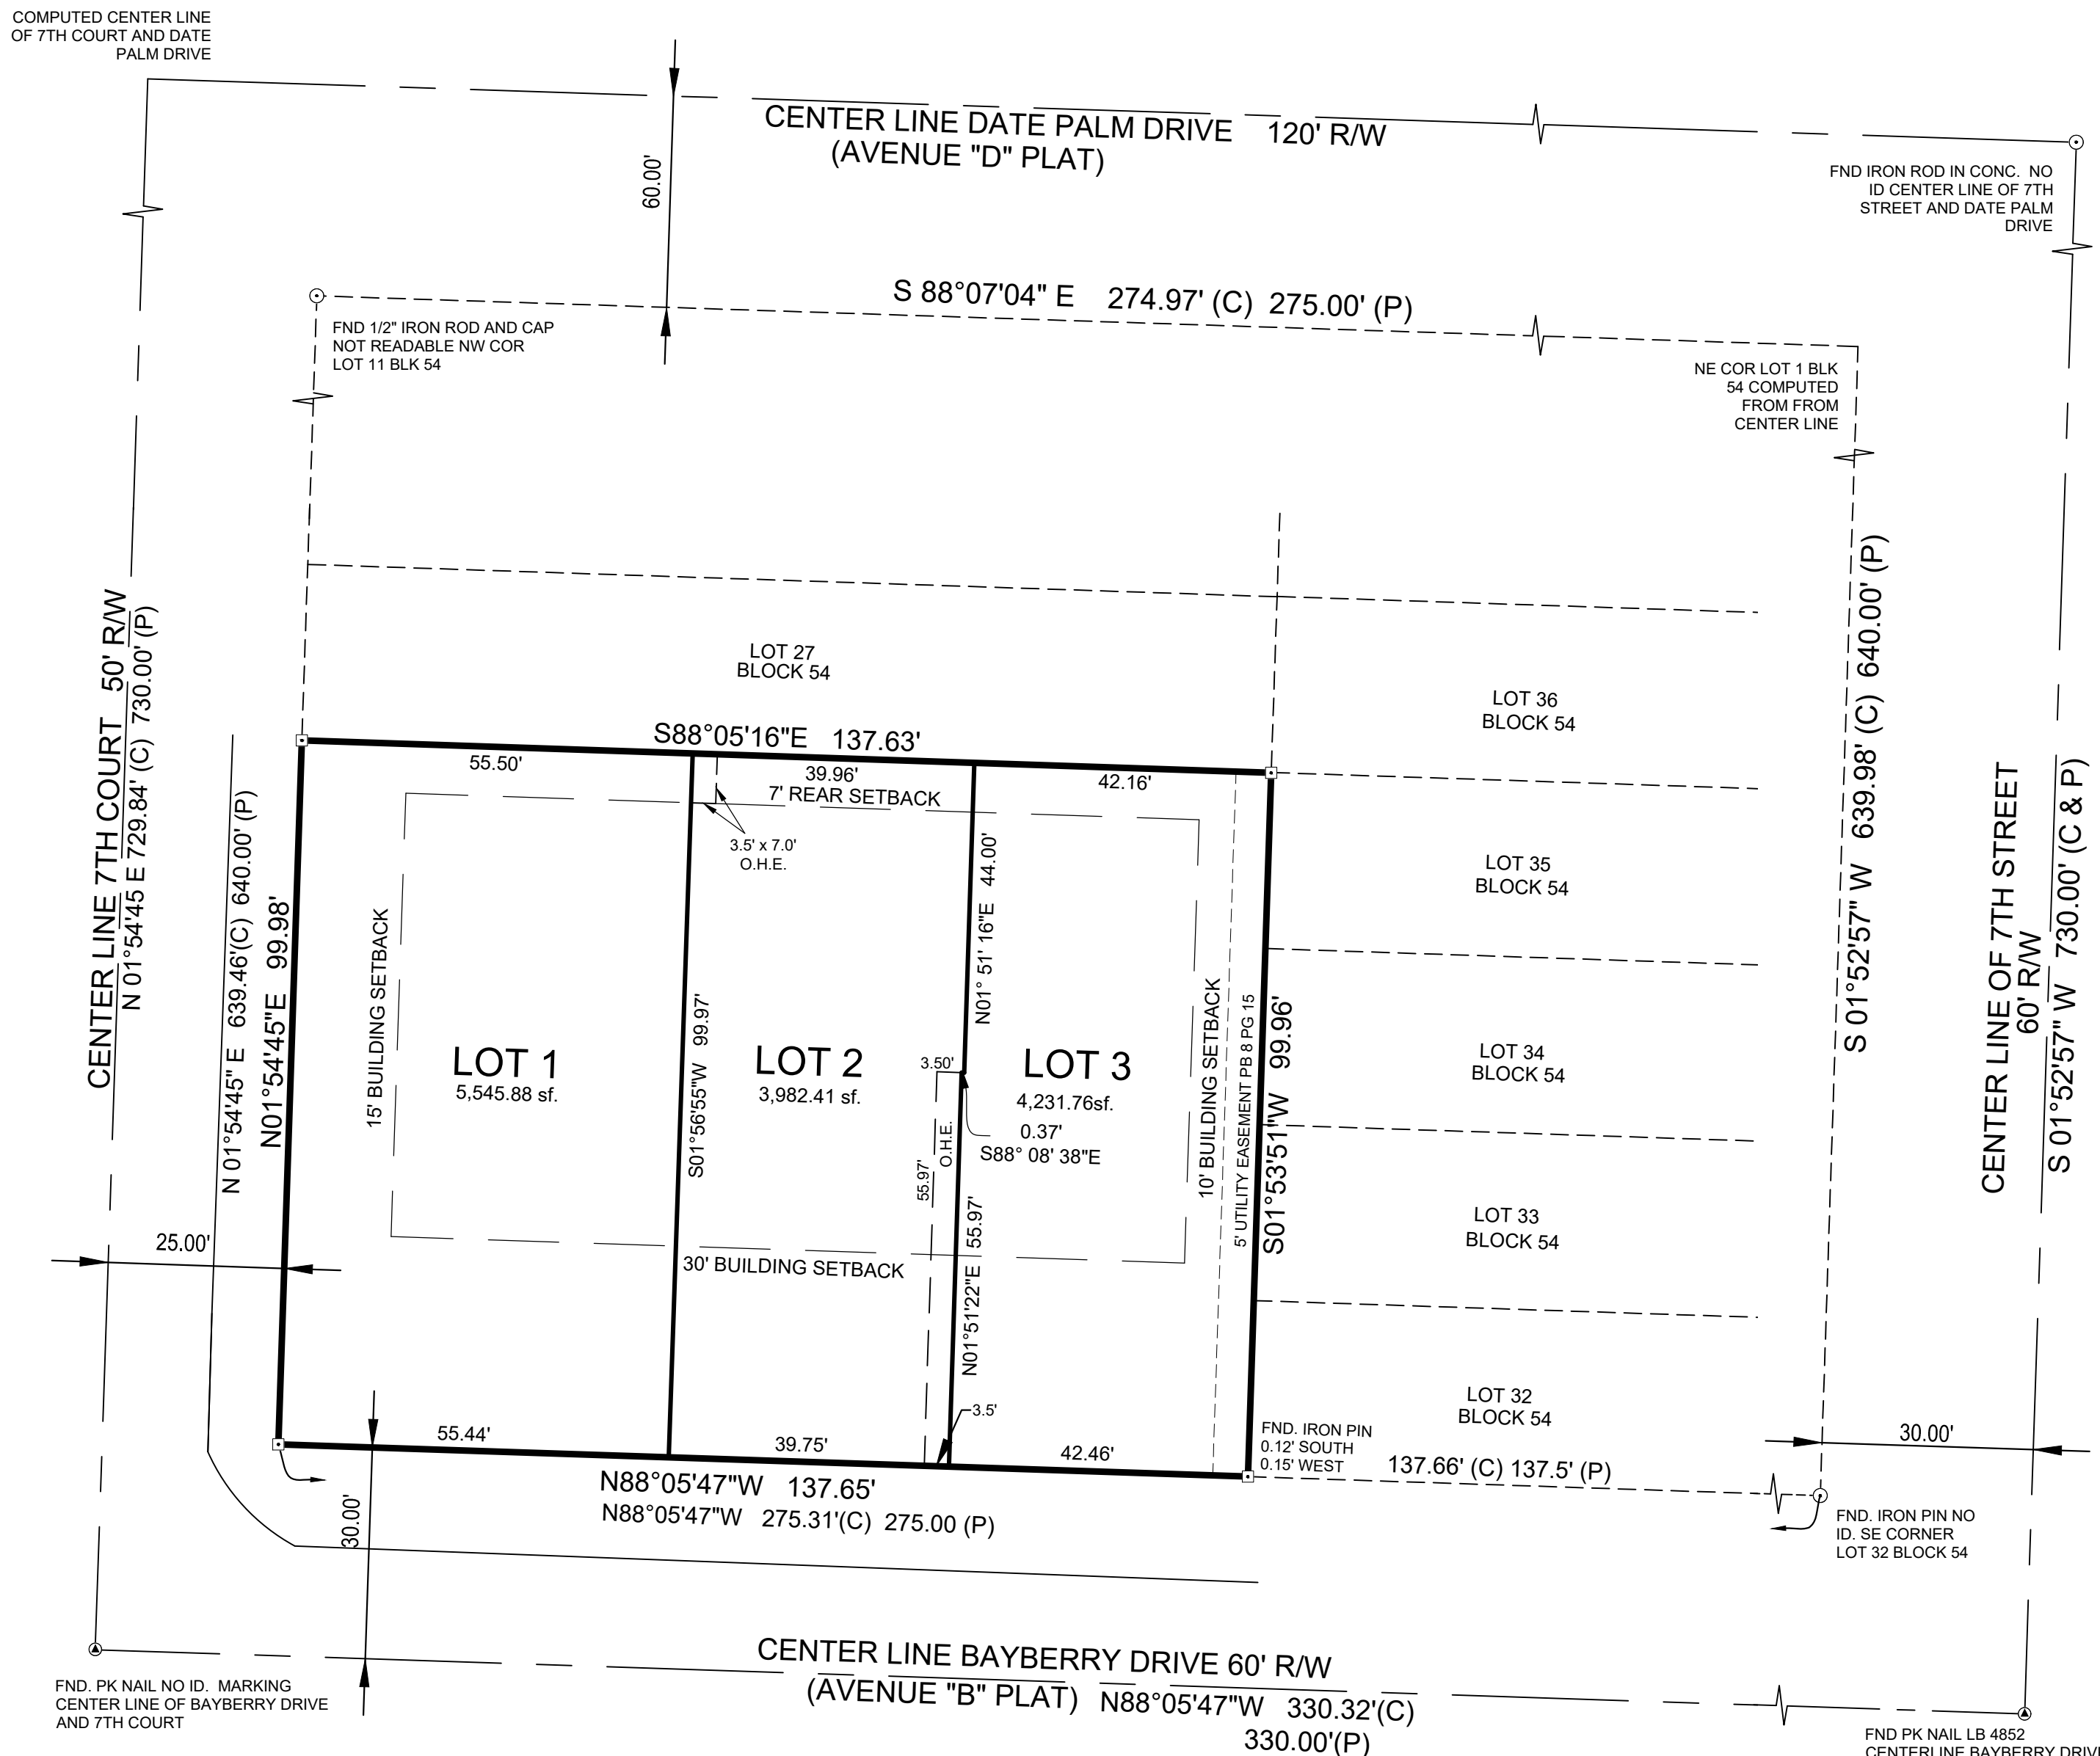 COMPUTED CENTER LINE
OF 7TH COURT AND DATE
PALM DRIVE
60.00'
CENTER LINE DATE PALM DRIVE 120' R/W
(AVENUE "D" PLAT)
FND IRON ROD IN CONC. NO
ID CENTER LINE OF 7TH
STREET AND DATE PALM
DRIVE
S 88°07'04" E 274.97' (C) 275.00' (P)
FND 1/2" IRON ROD AND CAP
NOT READABLE NW COR
LOT 11 BLK 54
NE COR LOT 1 BLK
54 COMPUTED
FROM FROM
CENTER LINE
CENTER LINE 7TH COURT 50' R/W
N 01°54'45 E 729.84' (C) 730.00' (P)
N 01°54'45" E 639.46'(C) 640.00' (P)
N01°54'45"E 99.98'
LOT 27
BLOCK 54
S88°05'16"E 137.63'
55.50'
39.96'
42.16'
7' REAR SETBACK
3.5' x 7.0'
O.H.E.
15' BUILDING SETBACK
LOT 1
5,545.88 sf.
S01°56'55"W 99.97'
LOT 2
3,982.41 sf.
N01° 51' 16"E 44.00'
3.50'
O.H.E.
55.97'
N01°51'22"E 55.97'
LOT 3
4,231.76sf.
0.37'
S88° 08' 38"E
10' BUILDING SETBACK
5' UTILITY EASEMENT PB 8 PG 15
S01°53'51"W 99.96'
30' BUILDING SETBACK
LOT 36
BLOCK 54
LOT 35
BLOCK 54
LOT 34
BLOCK 54
LOT 33
BLOCK 54
LOT 32
BLOCK 54
S 01°52'57" W 639.98' (C) 640.00' (P)
CENTER LINE OF 7TH STREET
60' R/W
S 01°52'57" W 730.00' (C & P)
25.00'
30.00'
55.44'
39.75'
3.5'
42.46'
FND. IRON PIN
0.12' SOUTH
0.15' WEST
137.66' (C) 137.5' (P)
30.00'
N88°05'47"W 137.65'
N88°05'47"W 275.31'(C) 275.00 (P)
FND. IRON PIN NO
ID. SE CORNER
LOT 32 BLOCK 54
CENTER LINE BAYBERRY DRIVE 60' R/W
(AVENUE "B" PLAT) N88°05'47"W 330.32'(C)
330.00'(P)
FND. PK NAIL NO ID. MARKING
CENTER LINE OF BAYBERRY DRIVE
AND 7TH COURT
FND PK NAIL LB 4852
CENTERLINE BAYBERRY DRIVE